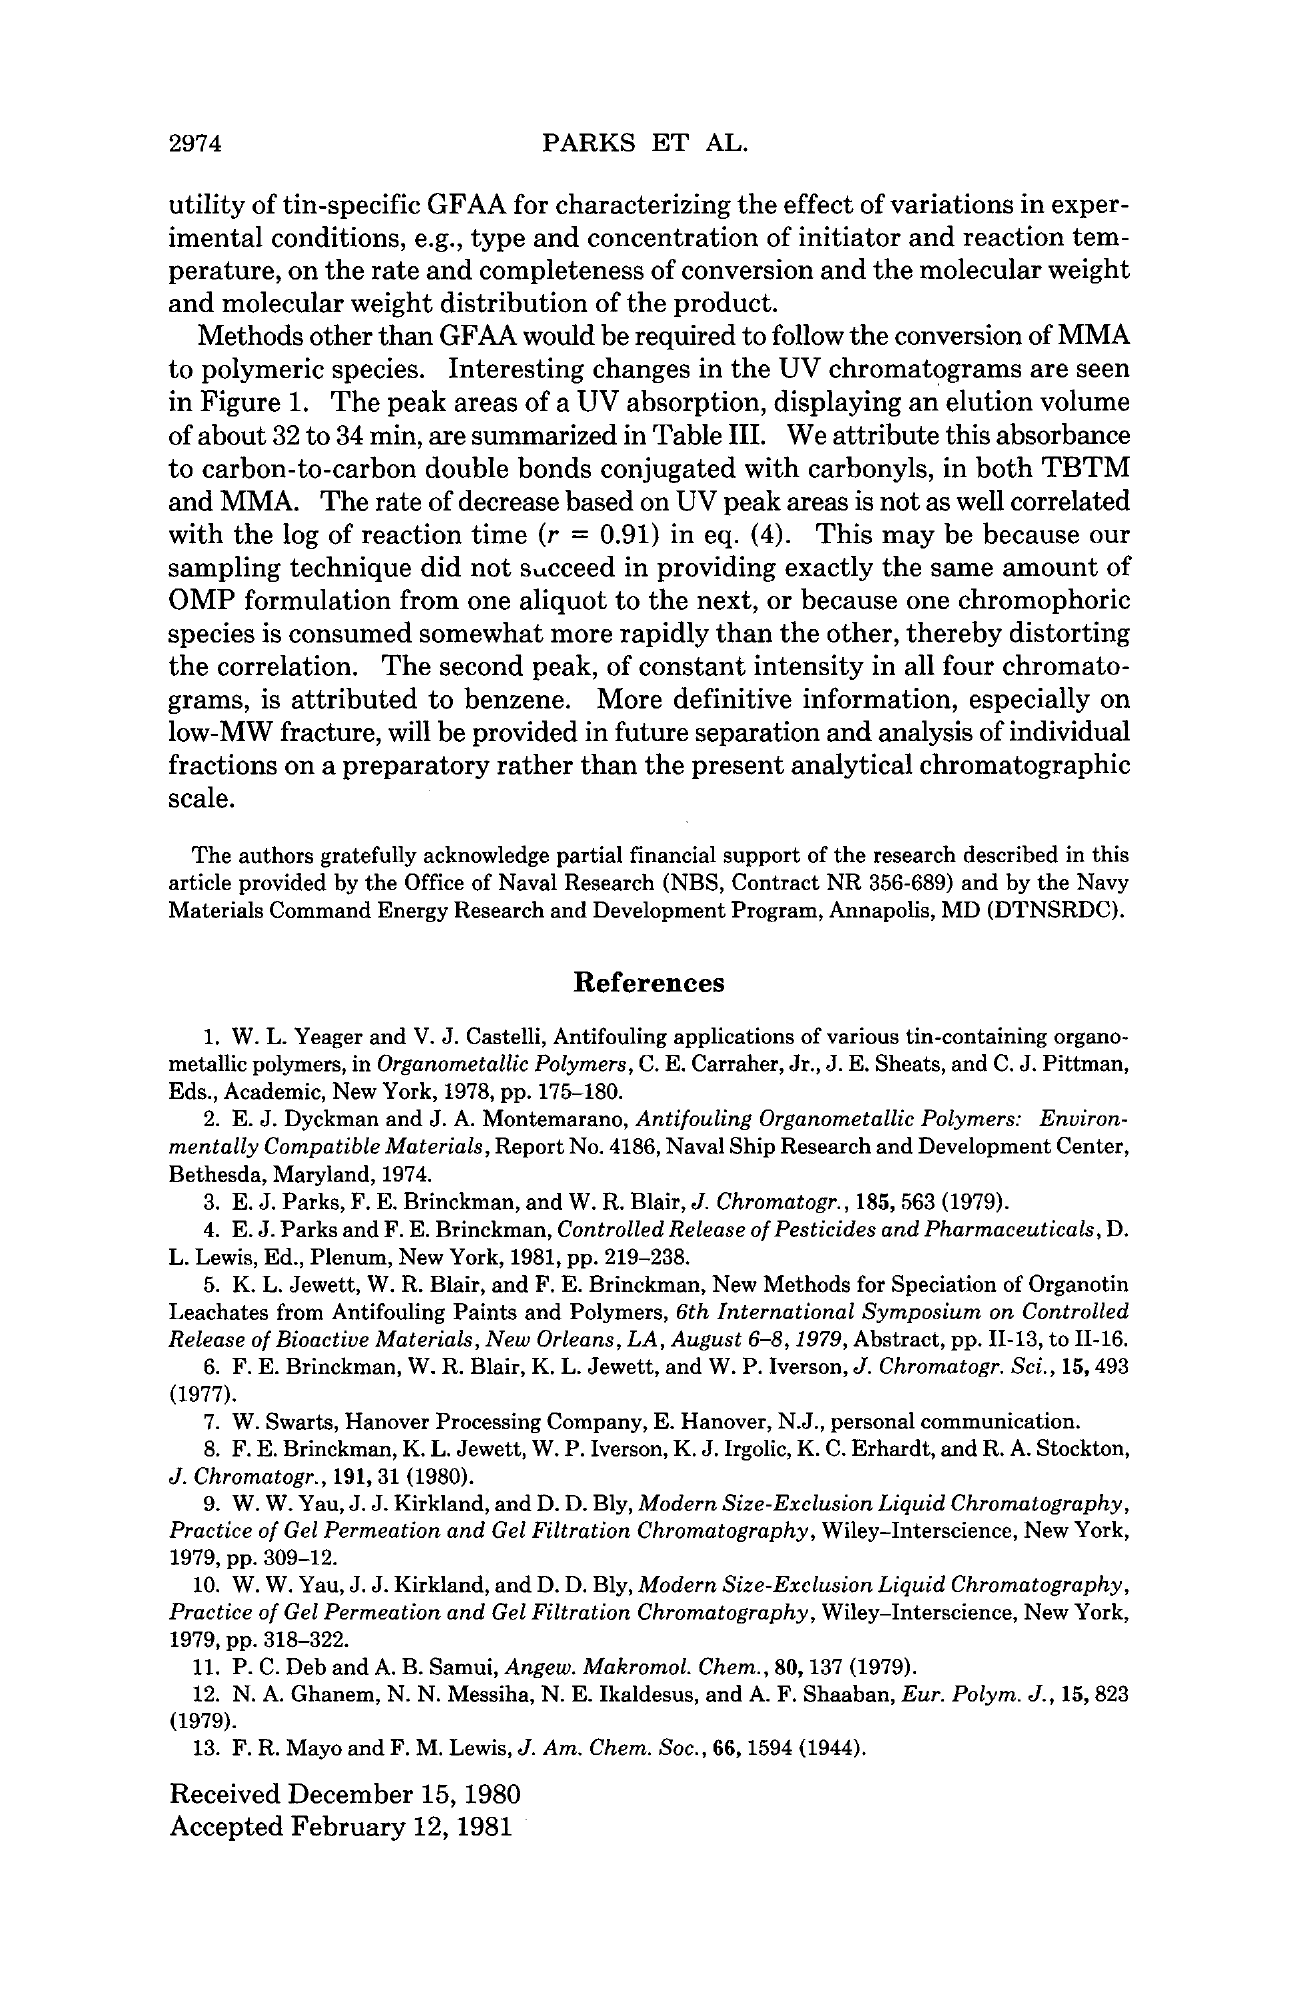 2974
PARKS ET AL.
utility of tin-specific GFAA for characterizing the effect of variations in exper-
imental conditions, e.g., type and concentration of initiator and reaction tem-
perature, on the rate and completeness of conversion and the molecular weight
and molecular weight distribution of the product.
Methods other than GFAA would be required to follow the conversion of MMA
to polymeric species. Interesting changes in the UV chromatograms are seen
in Figure 1. The peak areas of a UV absorption, displaying an elution volume
of about 32 to 34 min, are summarized in Table III. We attribute this absorbance
to carbon-to-carbon double bonds conjugated with carbonyls, in both TBTM
and MMA. The rate of decrease based on UV peak areas is not as well correlated
with the log of reaction time (r = 0.91) in eq. (4). This may be because our
sampling technique did not succeed in providing exactly the same amount of
OMP formulation from one aliquot to the next, or because one chromophoric
species is consumed somewhat more rapidly than the other, thereby distorting
the correlation. The second peak, of constant intensity in all four chromato-
grams, is attributed to benzene. More definitive information, especially on
low-MW fracture, will be provided in future separation and analysis of individual
fractions on a preparatory rather than the present analytical chromatographic
scale.
The authors gratefully acknowledge partial financial support of the research described in this
article provided by the Office of Naval Research (NBS, Contract NR 356-689) and by the Navy
Materials Command Energy Research and Development Program, Annapolis, MD (DTNSRDC).
References
1. W. L. Yeager and V. J. Castelli, Antifouling applications of various tin-containing organo-
metallic polymers, in Organometallic Polymers, C. E. Carraher, Jr., J. E. Sheats, and C. J. Pittman,
Eds., Academic, New York, 1978, pp. 175–180.
2. E. J. Dyckman and J. A. Montemarano, Antifouling Organometallic Polymers: Environ-
mentally Compatible Materials, Report No. 4186, Naval Ship Research and Development Center,
Bethesda, Maryland, 1974.
3. E. J. Parks, F. E. Brinckman, and W. R. Blair, J. Chromatogr., 185, 563 (1979).
4. E. J. Parks and F. E. Brinckman, Controlled Release of Pesticides and Pharmaceuticals, D.
L. Lewis, Ed., Plenum, New York, 1981, pp. 219–238.
5. K. L. Jewett, W. R. Blair, and F. E. Brinckman, New Methods for Speciation of Organotin
Leachates from Antifouling Paints and Polymers, 6th International Symposium on Controlled
Release of Bioactive Materials, New Orleans, LA, August 6–8, 1979, Abstract, pp. II-13, to II-16.
6. F. E. Brinckman, W. R. Blair, K. L. Jewett, and W. P. Iverson, J. Chromatogr. Sci., 15, 493
(1977).
7. W. Swarts, Hanover Processing Company, E. Hanover, N.J., personal communication.
8. F. E. Brinckman, K. L. Jewett, W. P. Iverson, K. J. Irgolic, K. C. Erhardt, and R. A. Stockton,
J. Chromatogr., 191, 31 (1980).
9. W. W. Yau, J. J. Kirkland, and D. D. Bly, Modern Size-Exclusion Liquid Chromatography,
Practice of Gel Permeation and Gel Filtration Chromatography, Wiley–Interscience, New York,
1979, pp. 309–12.
10. W. W. Yau, J. J. Kirkland, and D. D. Bly, Modern Size-Exclusion Liquid Chromatography,
Practice of Gel Permeation and Gel Filtration Chromatography, Wiley–Interscience, New York,
1979, pp. 318–322.
11. P. C. Deb and A. B. Samui, Angew. Makromol. Chem., 80, 137 (1979).
12. N. A. Ghanem, N. N. Messiha, N. E. Ikaldesus, and A. F. Shaaban, Eur. Polym. J., 15, 823
(1979).
13. F. R. Mayo and F. M. Lewis, J. Am. Chem. Soc., 66, 1594 (1944).
Received December 15, 1980
Accepted February 12, 1981